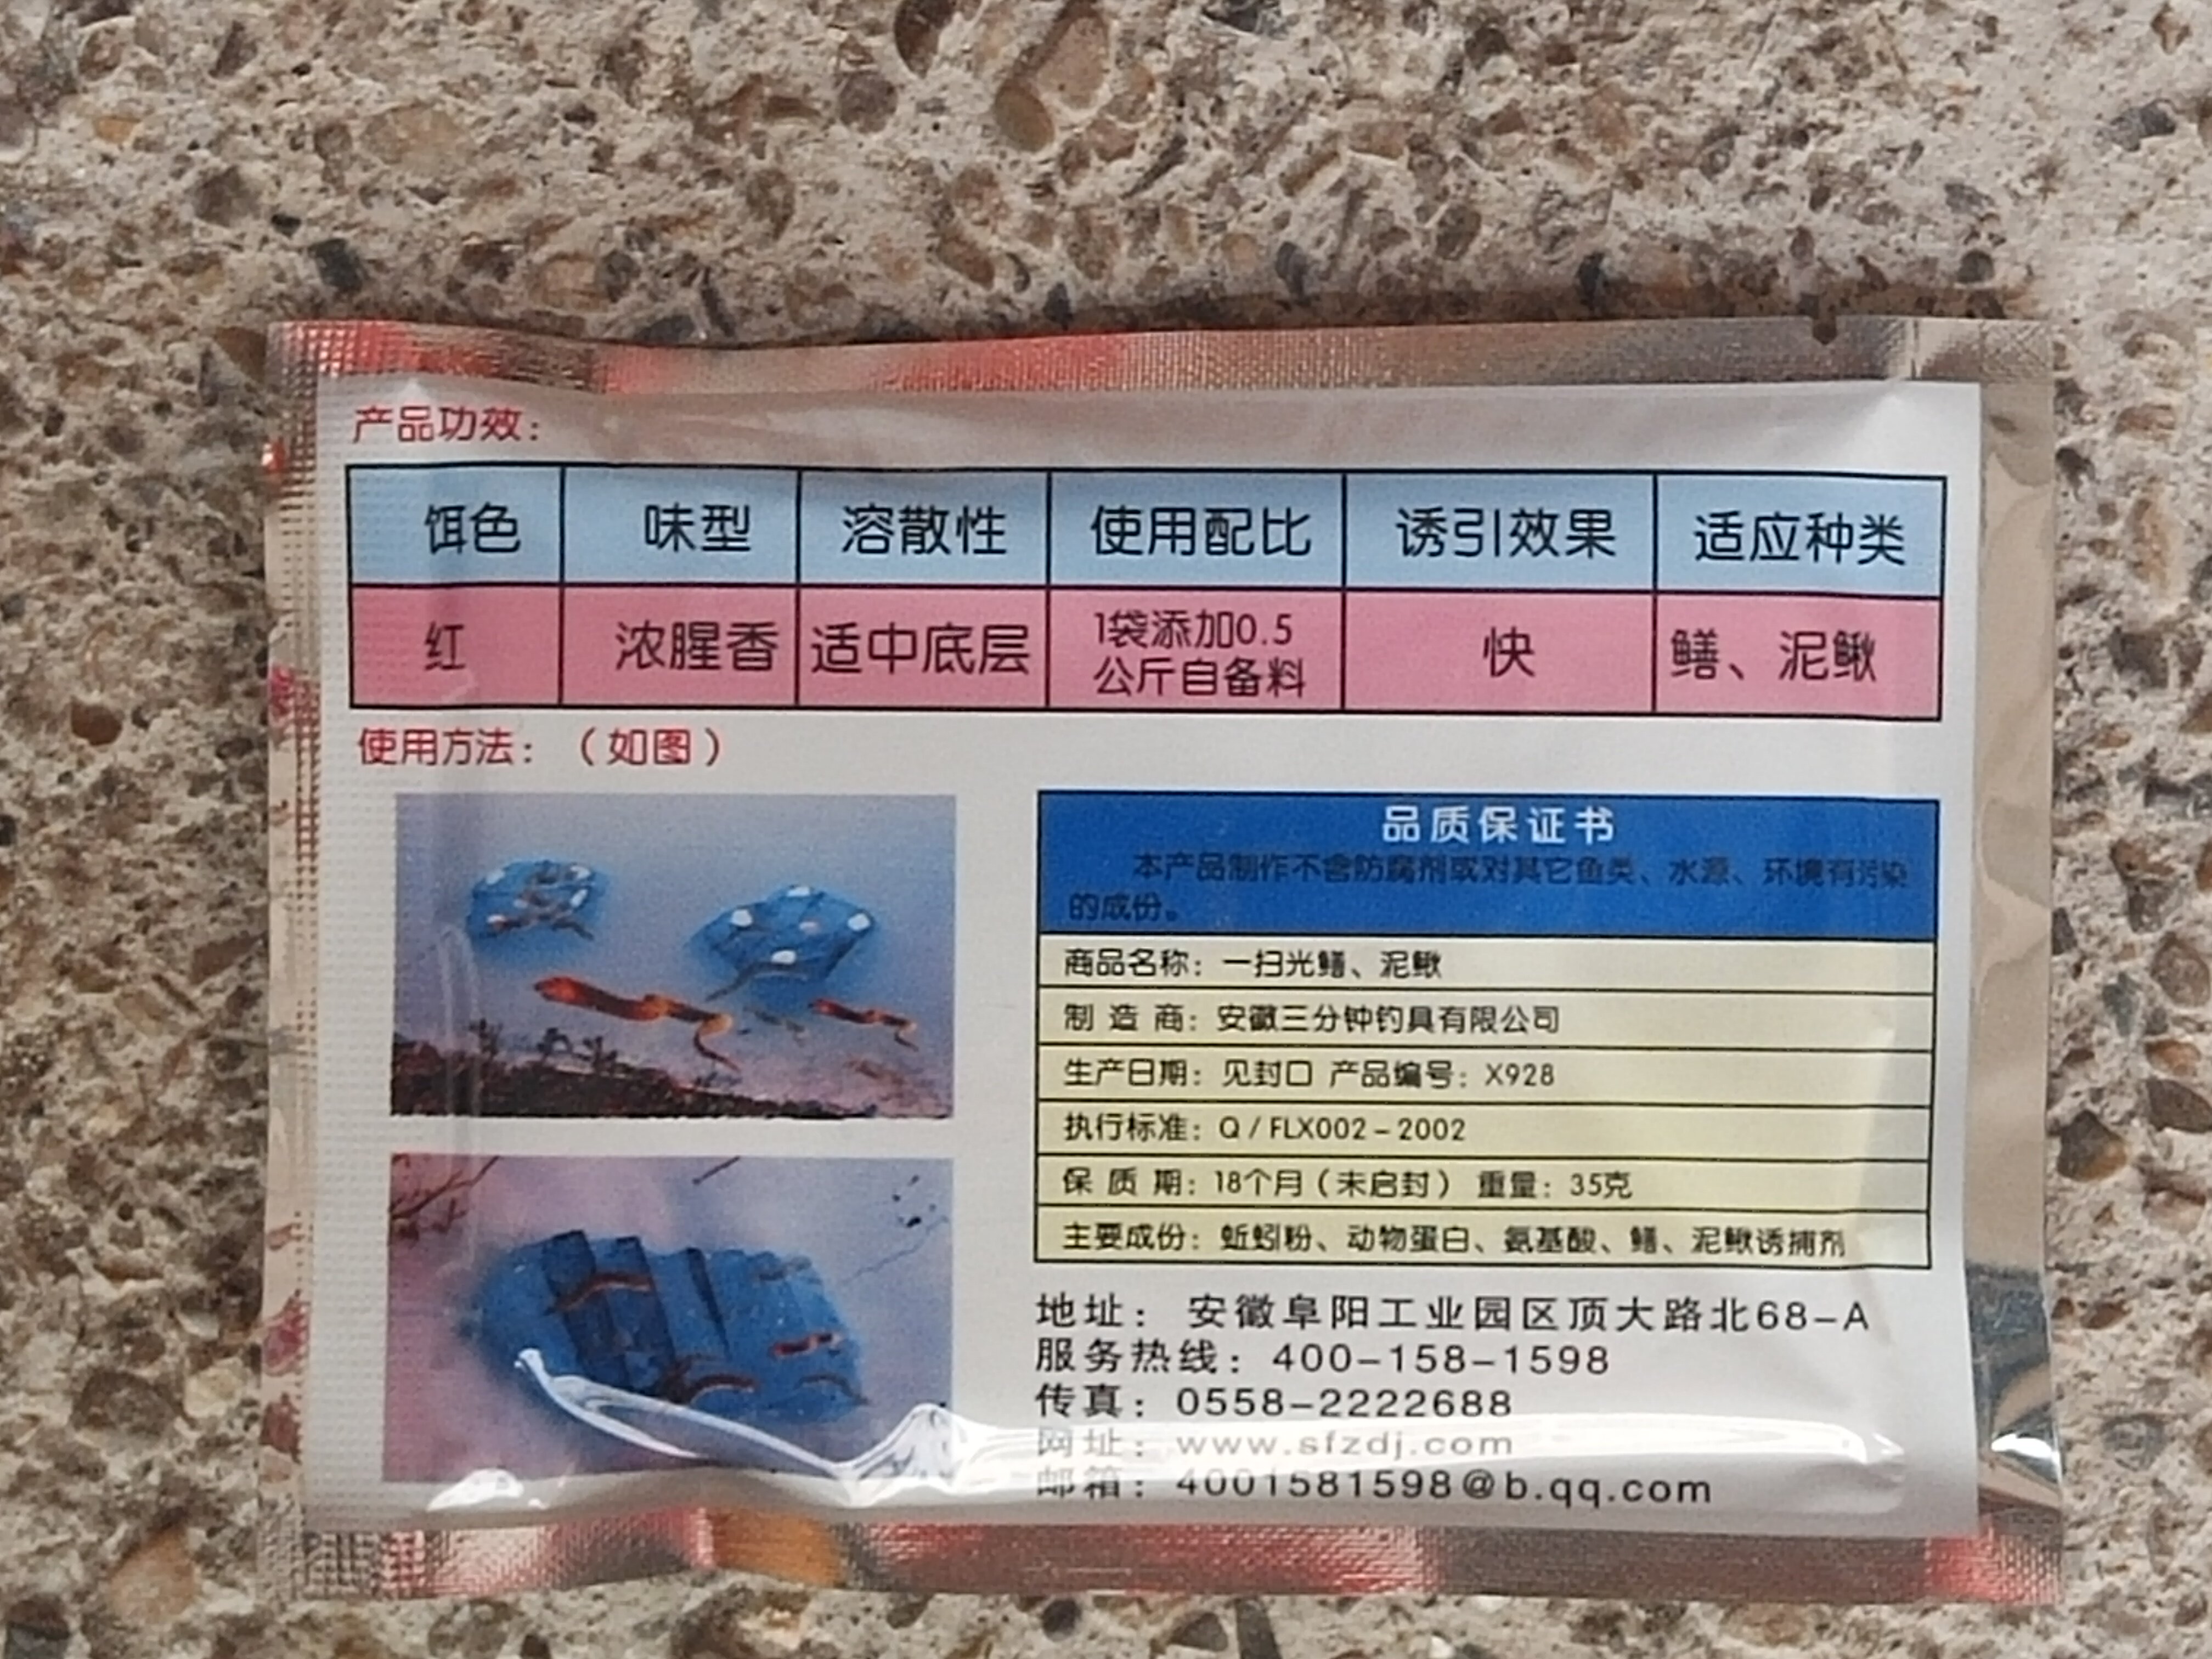 产品功效：
饵色 味型 溶散性 使用配比 诱引效果 适应种类
红 浓腥香 适中底层 1袋添加0.5公斤自备料 快 鳝、泥鳅
使用方法：（如图）
品质保证书
本产品制作不含防腐剂或对其它鱼类、水源、环境有污染
的成份。
商品名称：一扫光鳝、泥鳅
制造商：安徽三分钟钓具有限公司
生产日期：见封口 产品编号：X928
执行标准：Q/FLX002-2002
保质期：18个月（未启封） 重量：35克
主要成份：蚯蚓粉、动物蛋白、氨基酸、鳝、泥鳅诱捕剂
地址：安徽阜阳工业园区顶大路北68-A
服务热线：400-158-1598
传真：0558-2222688
网址：www.sfzdj.com
邮箱：4001581598@b.qq.com